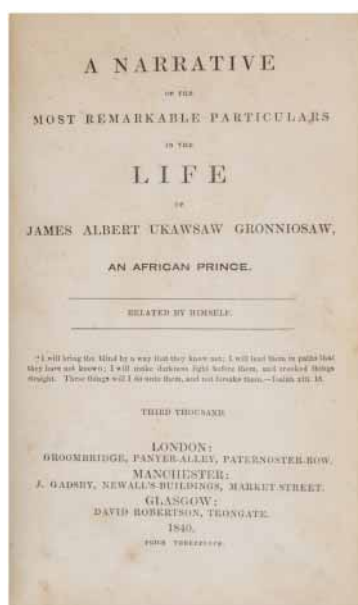 A NARRATIVE
OF THE
MOST REMARKABLE PARTICULARS
IN THE
LIFE
OF
JAMES ALBERT UKAWSAW GRONNIOSAW,
AN AFRICAN PRINCE.
RELATED BY HIMSELF.
"I will bring the blind by a way that they know not; I will lead them in paths that
they have not known; I will make darkness light before them, and crooked things
straight. These things will I do unto them, and not forsake them.—Isaiah xlii. 16.
THIRD THOUSAND.
LONDON:
GROOMBRIDGE, PANYER-ALLEY, PATERNOSTER-ROW.
MANCHESTER:
J. GADSBY, NEWALL'S-BUILDINGS, MARKET-STREET.
GLASGOW:
DAVID ROBERTSON, TRONGATE.
1840.
PRICE THREEPENCE.